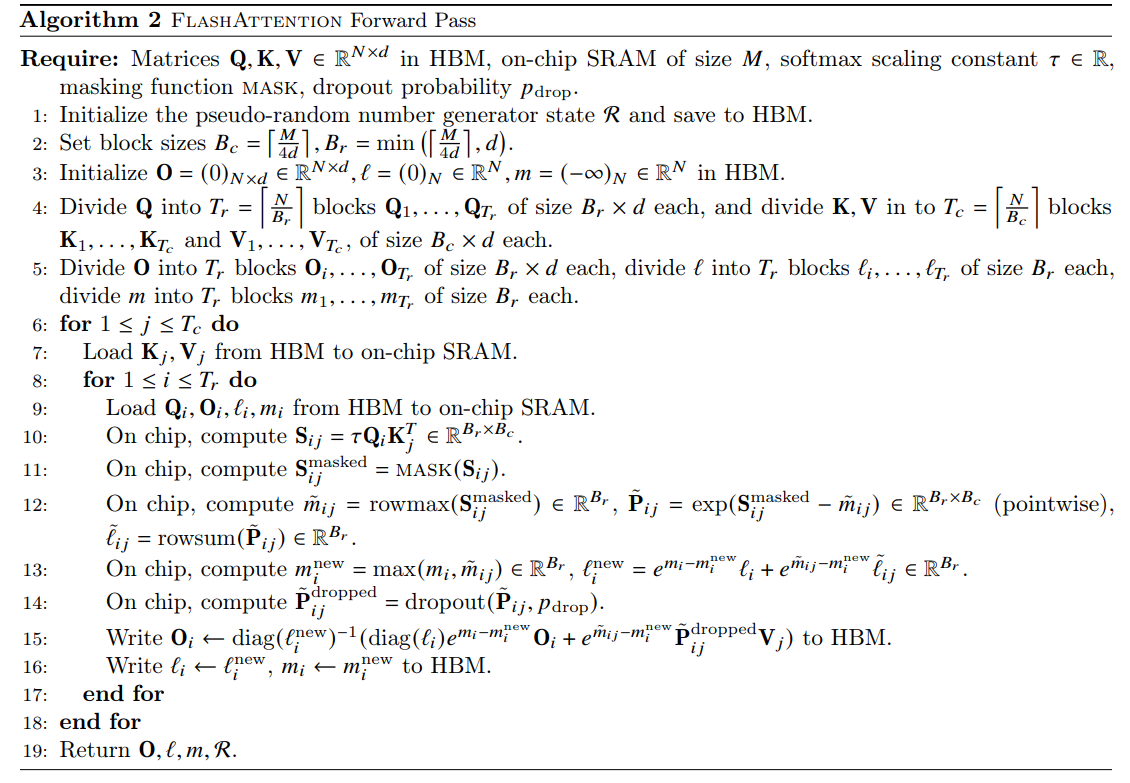 Algorithm 2 FLASHATTENTION Forward Pass
Require: Matrices Q, K, V ∈ ℝ^{N×d} in HBM, on-chip SRAM of size M, softmax scaling constant τ ∈ ℝ,
masking function MASK, dropout probability p_{drop}.
1: Initialize the pseudo-random number generator state 𝓡 and save to HBM.
2: Set block sizes B_c = ⌈M/4d⌉, B_r = min (⌈M/4d⌉, d).
3: Initialize O = (0)_{N×d} ∈ ℝ^{N×d}, ℓ = (0)_N ∈ ℝ^N, m = (−∞)_N ∈ ℝ^N in HBM.
4: Divide Q into T_r = ⌈N/B_r⌉ blocks Q_1, . . . , Q_{T_r} of size B_r × d each, and divide K, V in to T_c = ⌈N/B_c⌉ blocks
K_1, . . . , K_{T_c} and V_1, . . . , V_{T_c}, of size B_c × d each.
5: Divide O into T_r blocks O_i, . . . , O_{T_r} of size B_r × d each, divide ℓ into T_r blocks ℓ_i, . . . , ℓ_{T_r} of size B_r each,
divide m into T_r blocks m_1, . . . , m_{T_r} of size B_r each.
6: for 1 ≤ j ≤ T_c do
7: Load K_j, V_j from HBM to on-chip SRAM.
8: for 1 ≤ i ≤ T_r do
9: Load Q_i, O_i, ℓ_i, m_i from HBM to on-chip SRAM.
10: On chip, compute S_{ij} = τQ_iK_j^T ∈ ℝ^{B_r×B_c}.
11: On chip, compute S_{ij}^{masked} = MASK(S_{ij}).
12: On chip, compute m̃_{ij} = rowmax(S_{ij}^{masked}) ∈ ℝ^{B_r}, P̃_{ij} = exp(S_{ij}^{masked} − m̃_{ij}) ∈ ℝ^{B_r×B_c} (pointwise),
ℓ̃_{ij} = rowsum(P̃_{ij}) ∈ ℝ^{B_r}.
13: On chip, compute m_i^{new} = max(m_i, m̃_{ij}) ∈ ℝ^{B_r}, ℓ_i^{new} = e^{m_i−m_i^{new}}ℓ_i + e^{m̃_{ij}−m_i^{new}}ℓ̃_{ij} ∈ ℝ^{B_r}.
14: On chip, compute P̃_{ij}^{dropped} = dropout(P̃_{ij}, p_{drop}).
15: Write O_i ← diag(ℓ_i^{new})^{−1}(diag(ℓ_i)e^{m_i−m_i^{new}}O_i + e^{m̃_{ij}−m_i^{new}}P̃_{ij}^{dropped}V_j) to HBM.
16: Write ℓ_i ← ℓ_i^{new}, m_i ← m_i^{new} to HBM.
17: end for
18: end for
19: Return O, ℓ, m, 𝓡.